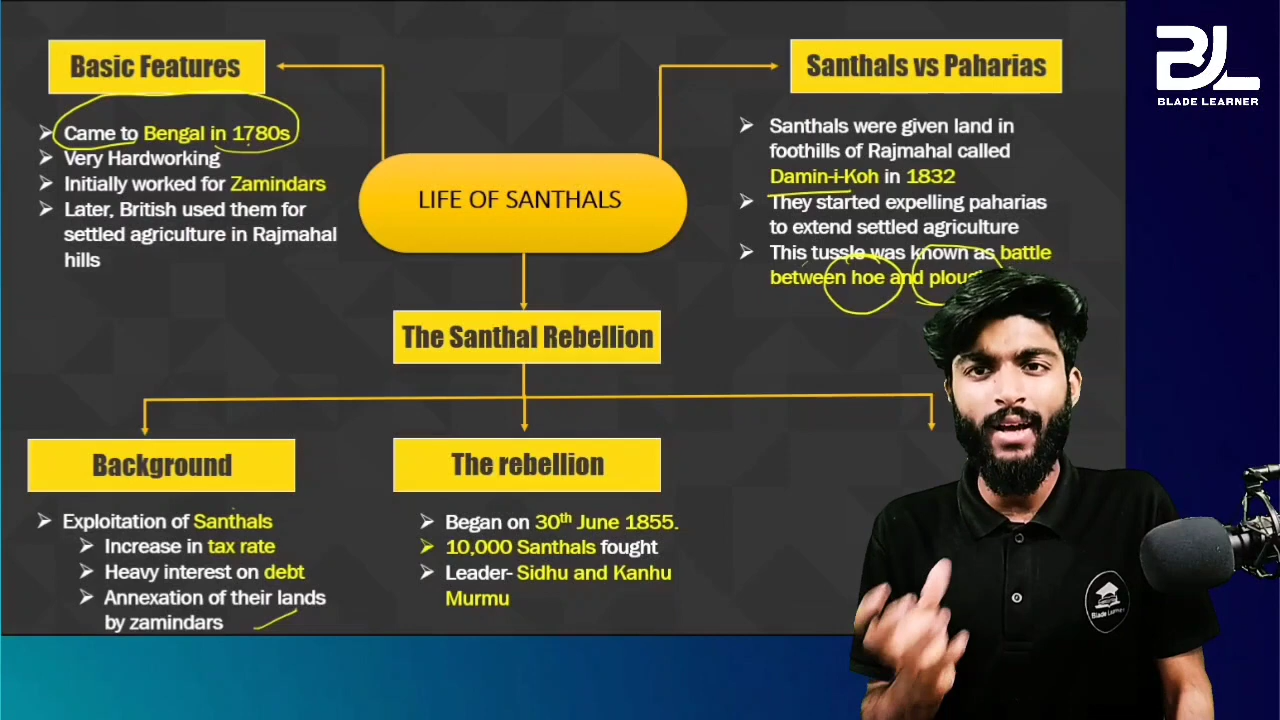 BL
BLADE LEARNER
Basic Features
Came to Bengal in 1780s
Very Hardworking
Initially worked for Zamindars
Later, British used them for
settled agriculture in Rajmahal
hills
LIFE OF SANTHALS
Santhals vs Paharias
Santhals were given land in
foothills of Rajmahal called
Damin-i-Koh in 1832
They started expelling paharias
to extend settled agriculture
This tussle was known as battle
between hoe and
The Santhal Rebellion
Background
Exploitation of Santhals
Increase in tax rate
Heavy interest on debt
Annexation of their lands
by zamindars
The rebellion
Began on 30th June 1855.
10,000 Santhals fought
Leader- Sidhu and Kanhu
Murmu
Blade Learner